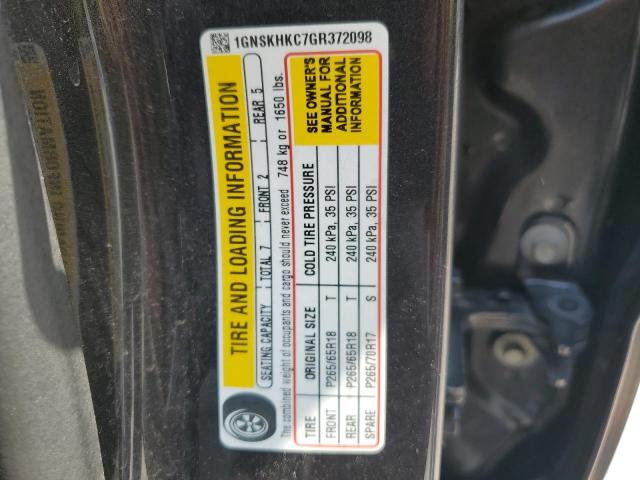 1GNSKHKC7GR372098
TIRE AND LOADING INFORMATION
SEATING CAPACITY TOTAL 7 FRONT 2 REAR 5
The combined weight of occupants and cargo should never exceed 748 kg or 1650 lbs.
TIRE ORIGINAL SIZE COLD TIRE PRESSURE
FRONT P265/65R18 T 240 kPa, 35 PSI
REAR P265/65R18 T 240 kPa, 35 PSI
SPARE P265/70R17 S 240 kPa, 35 PSI
SEE OWNER'S
MANUAL FOR
ADDITIONAL
INFORMATION